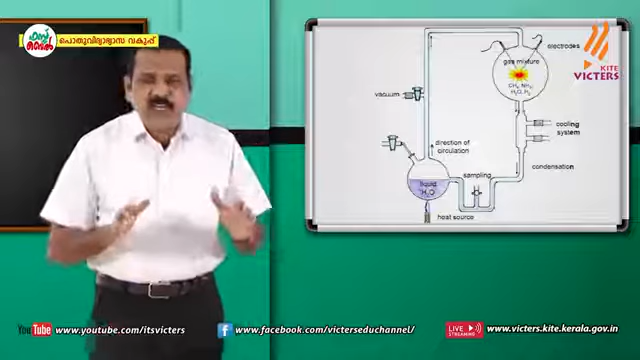 ഫസ്റ്റ്
ബെൽ
പൊതുവിദ്യാഭ്യാസ വകുപ്പ്
KITE
VICTERS
electrodes
gas mixture
CH₄, NH₃,
H₂O, H₂
vacuum
cooling
system
direction of
circulation
condensation
sampling
liquid
H₂O
heat source
YouTube www.youtube.com/itsvicters
f www.facebook.com/victerseduchannel/
LIVE
STREAMING
www.victers.kite.kerala.gov.in